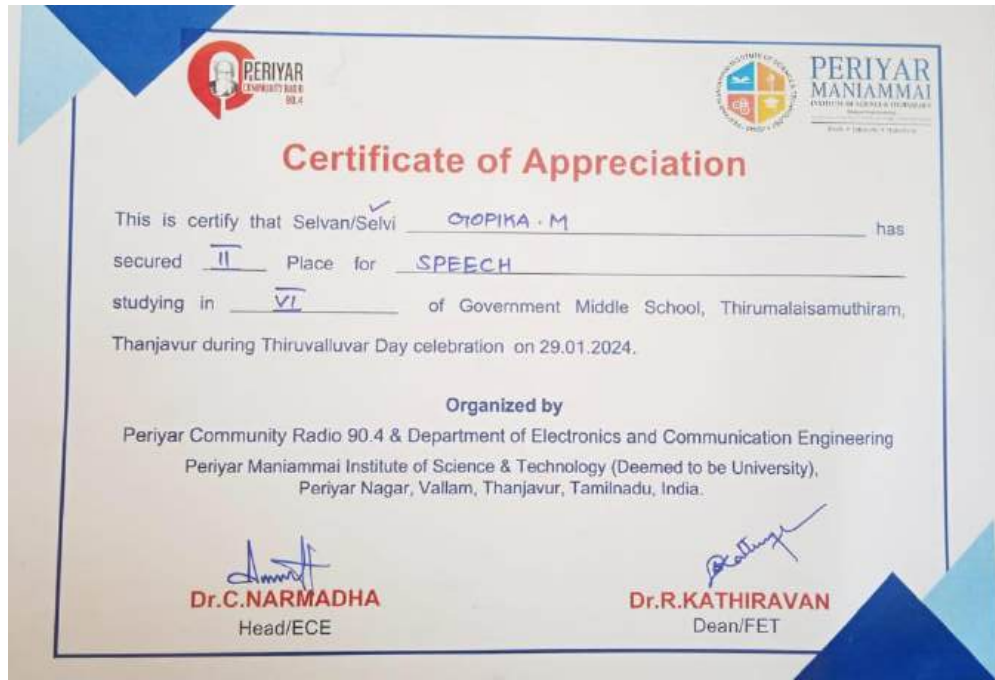 PERIYAR
COMMUNITY RADIO
90.4
PERIYAR
MANIAMMAI
INSTITUTE OF SCIENCE & TECHNOLOGY
Certificate of Appreciation
This is certify that Selvan/Selvi GOPIKA . M has
secured II Place for SPEECH
studying in VI of Government Middle School, Thirumalaisamuthiram,
Thanjavur during Thiruvalluvar Day celebration on 29.01.2024.
Organized by
Periyar Community Radio 90.4 & Department of Electronics and Communication Engineering
Periyar Maniammai Institute of Science & Technology (Deemed to be University),
Periyar Nagar, Vallam, Thanjavur, Tamilnadu, India.
Dr.C.NARMADHA
Head/ECE
Dr.R.KATHIRAVAN
Dean/FET